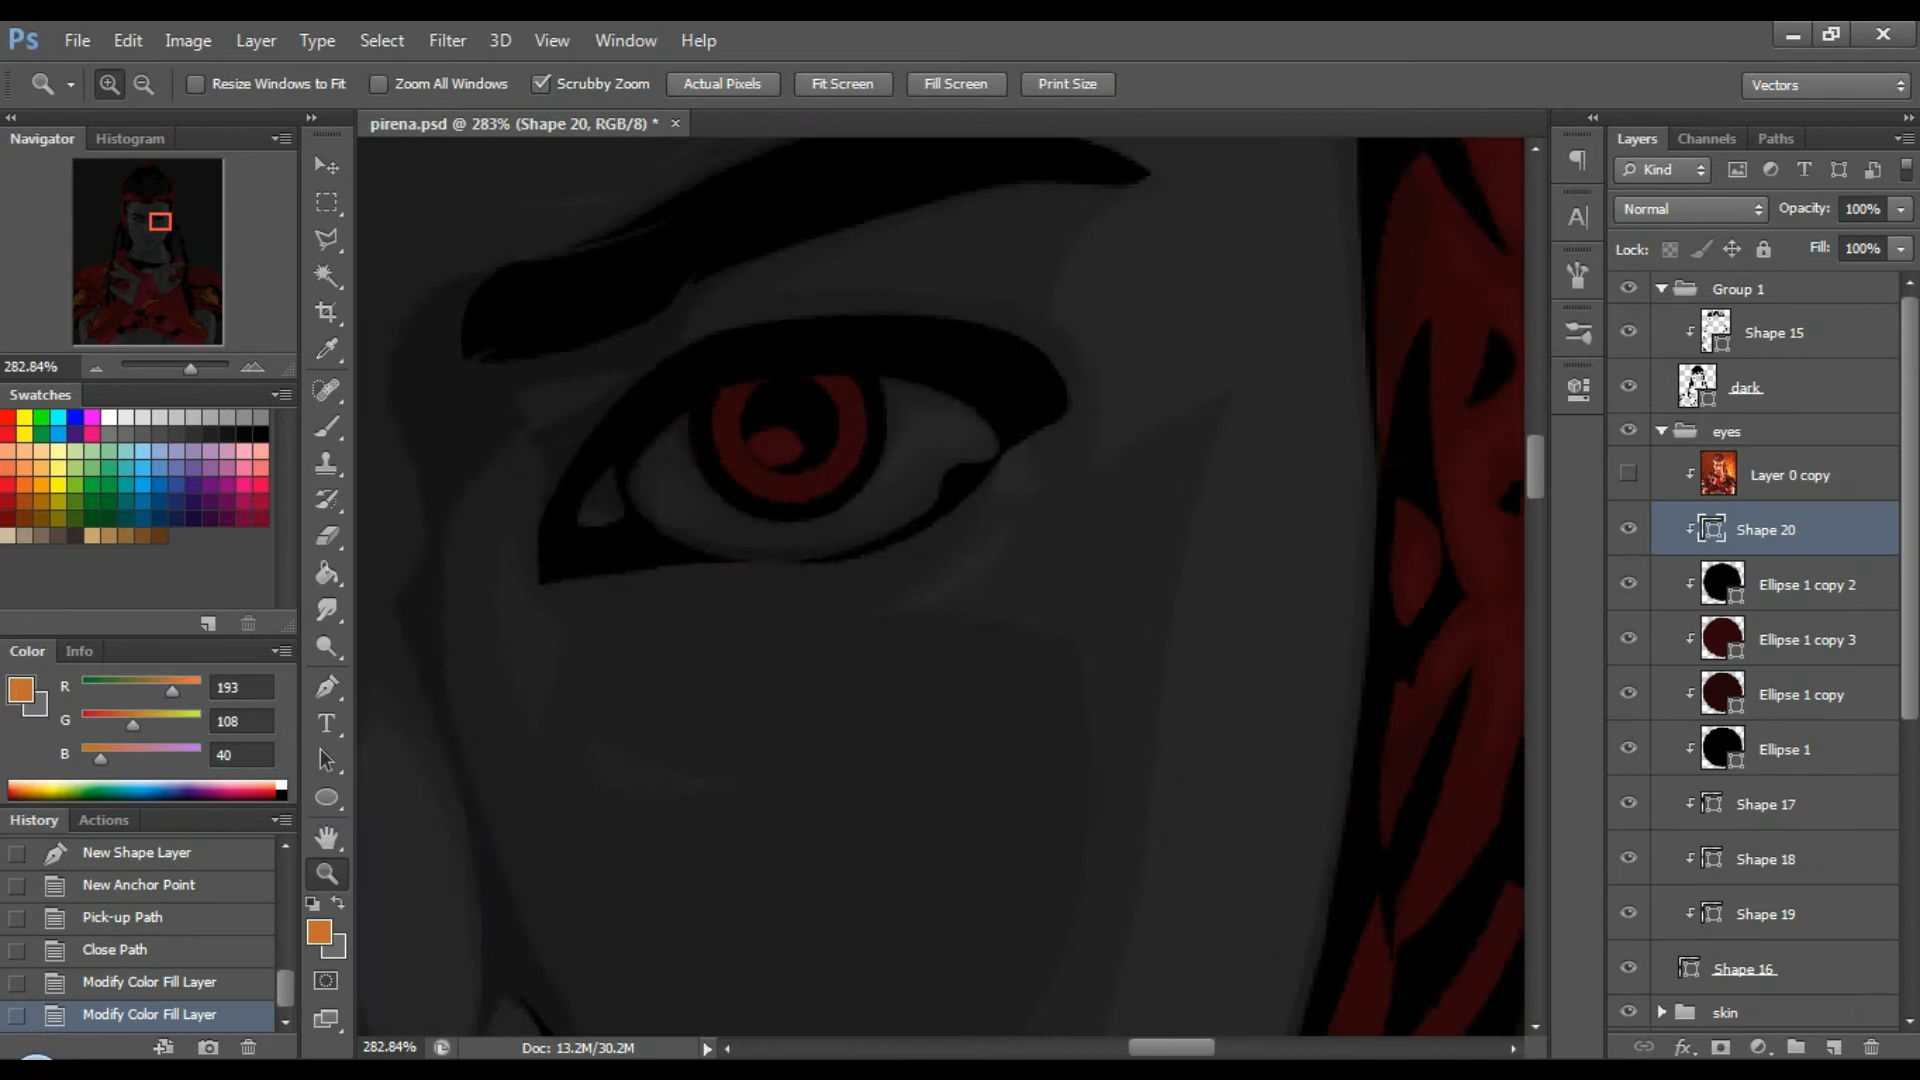 Ps File Edit Image Layer Type Select Filter 3D View Window Help
Resize Windows to Fit Zoom All Windows Scrubby Zoom Actual Pixels Fit Screen Fill Screen Print Size Vectors
Navigator Histogram
pirena.psd @ 283% (Shape 20, RGB/8) *
Layers Channels Paths
Kind
Normal Opacity: 100%
Lock: Fill: 100%
Group 1
Shape 15
dark
eyes
Layer 0 copy
Shape 20
Ellipse 1 copy 2
Ellipse 1 copy 3
Ellipse 1 copy
Ellipse 1
Shape 17
Shape 18
Shape 19
Shape 16
skin
282.84%
Swatches
Color Info
R 193
G 108
B 40
History Actions
New Shape Layer
New Anchor Point
Pick-up Path
Close Path
Modify Color Fill Layer
Modify Color Fill Layer
282.84% Doc: 13.2M/30.2M